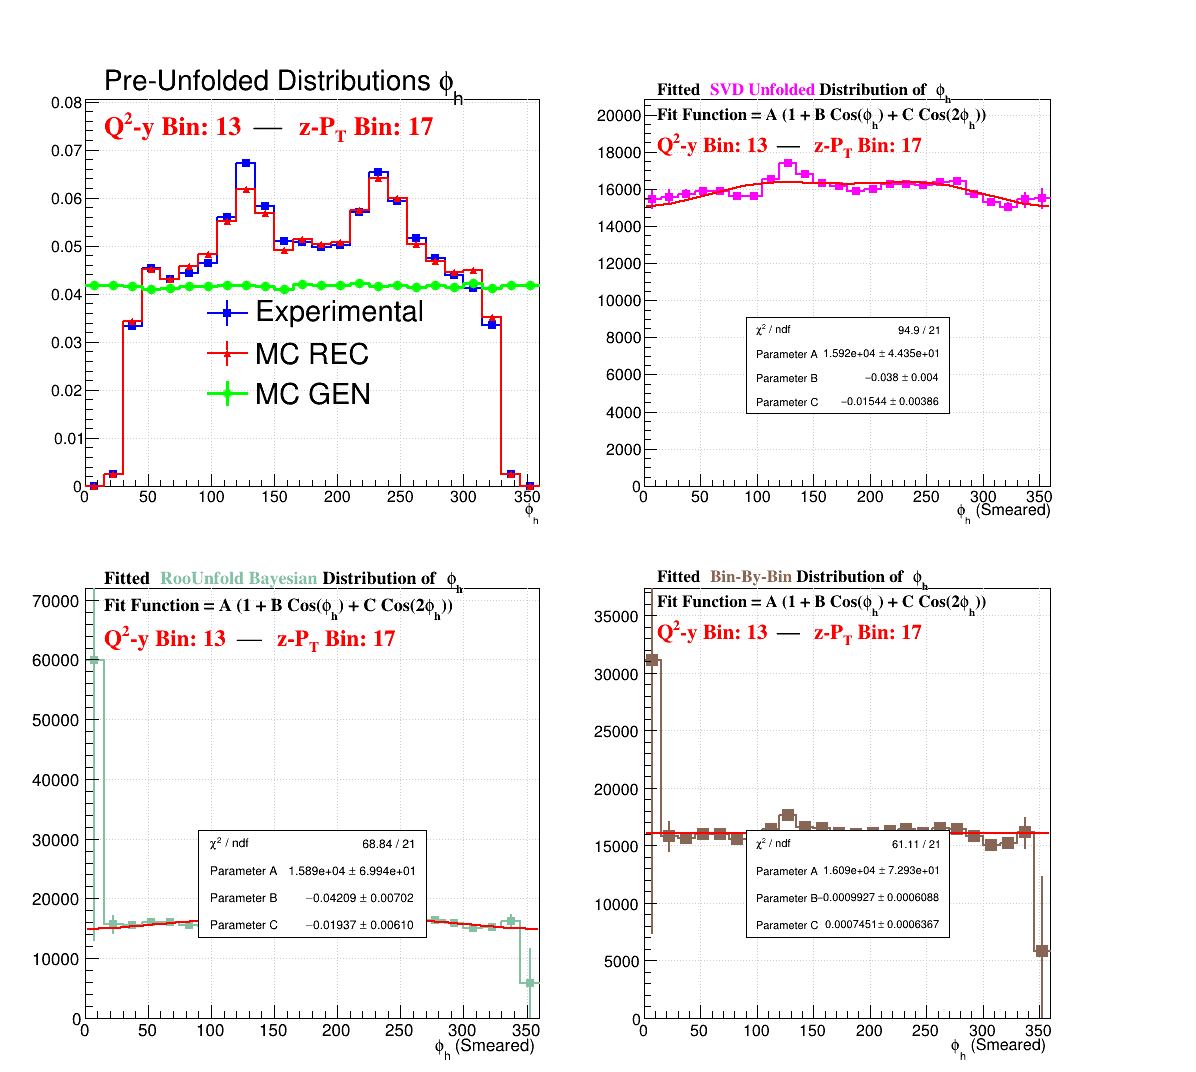 Pre-Unfolded Distributions ϕh
Q2-y Bin: 13 — z-PT Bin: 17
0.08
0.07
0.06
0.05
0.04
0.03
0.02
0.01
0
Experimental
MC REC
MC GEN
0 50 100 150 200 250 300 350
ϕh
Fitted SVD Unfolded Distribution of ϕh
Fit Function = A (1 + B Cos(ϕh) + C Cos(2ϕh))
Q2-y Bin: 13 — z-PT Bin: 17
20000
18000
16000
14000
12000
10000
8000
6000
4000
2000
0
χ2 / ndf 94.9 / 21
Parameter A 1.592e+04 ± 4.435e+01
Parameter B −0.038 ± 0.004
Parameter C −0.01544 ± 0.00386
0 50 100 150 200 250 300 350
ϕh (Smeared)
Fitted RooUnfold Bayesian Distribution of ϕh
Fit Function = A (1 + B Cos(ϕh) + C Cos(2ϕh))
Q2-y Bin: 13 — z-PT Bin: 17
70000
60000
50000
40000
30000
20000
10000
0
χ2 / ndf 68.84 / 21
Parameter A 1.589e+04 ± 6.994e+01
Parameter B −0.04209 ± 0.00702
Parameter C −0.01937 ± 0.00610
0 50 100 150 200 250 300 350
ϕh (Smeared)
Fitted Bin-By-Bin Distribution of ϕh
Fit Function = A (1 + B Cos(ϕh) + C Cos(2ϕh))
Q2-y Bin: 13 — z-PT Bin: 17
35000
30000
25000
20000
15000
10000
5000
0
χ2 / ndf 61.11 / 21
Parameter A 1.609e+04 ± 7.293e+01
Parameter B −0.0009927 ± 0.0006088
Parameter C 0.0007451 ± 0.0006367
0 50 100 150 200 250 300 350
ϕh (Smeared)